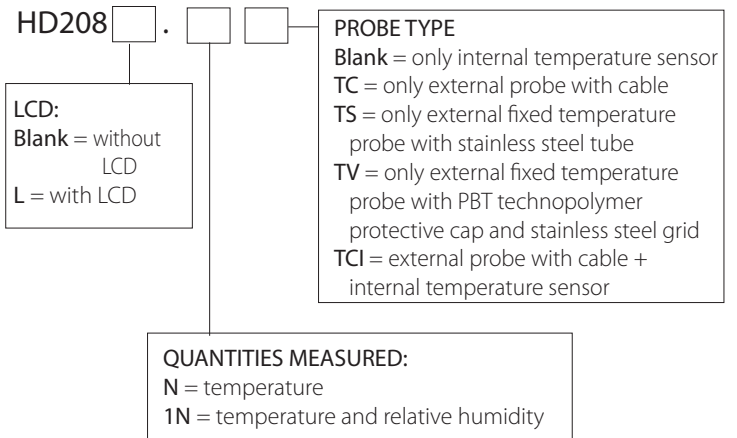 HD208 .
PROBE TYPE
Blank = only internal temperature sensor
TC = only external probe with cable
TS = only external fixed temperature
probe with stainless steel tube
TV = only external fixed temperature
probe with PBT technopolymer
protective cap and stainless steel grid
TCI = external probe with cable +
internal temperature sensor
LCD:
Blank = without
LCD
L = with LCD
QUANTITIES MEASURED:
N = temperature
1N = temperature and relative humidity